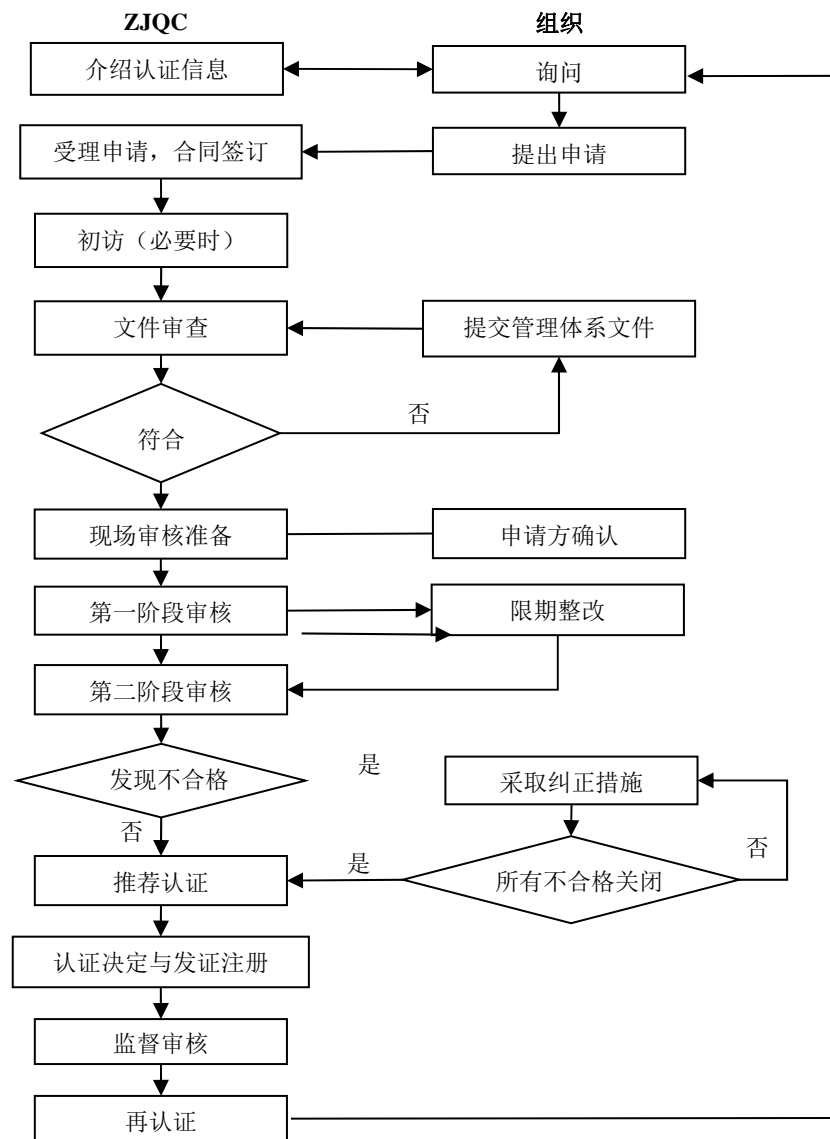 ZJQC
组织
介绍认证信息
询问
受理申请，合同签订
提出申请
初访（必要时）
文件审查
提交管理体系文件
否
符合
现场审核准备
申请方确认
第一阶段审核
限期整改
第二阶段审核
发现不合格
是
采取纠正措施
否
是
否
推荐认证
所有不合格关闭
认证决定与发证注册
监督审核
再认证